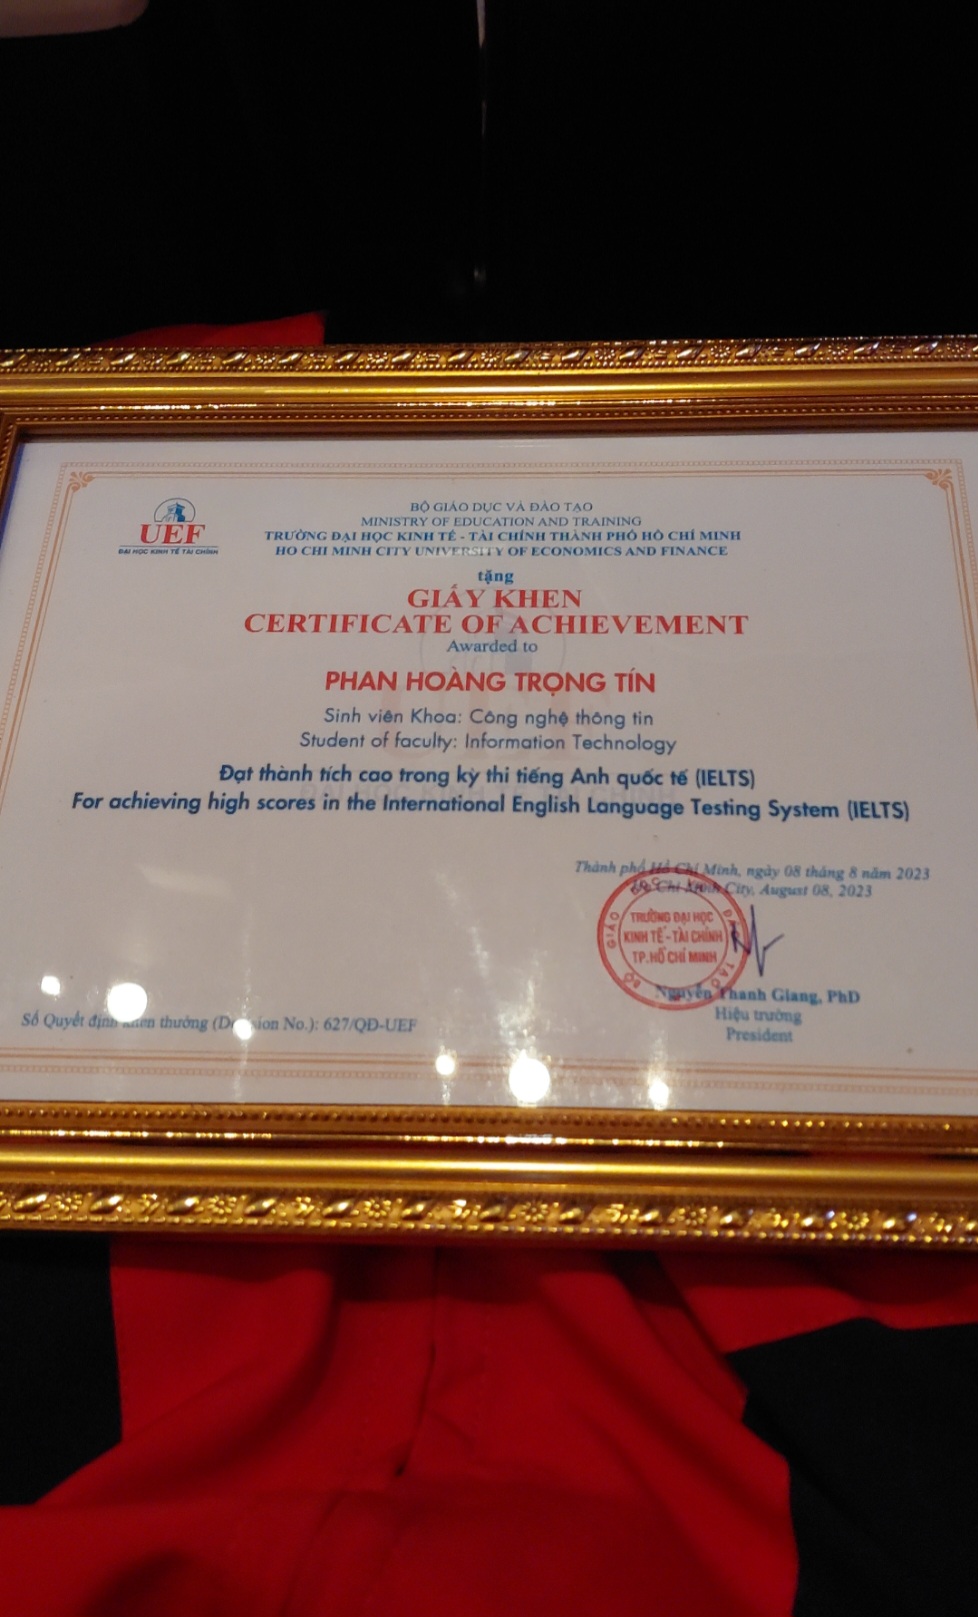 UEF
ĐẠI HỌC KINH TẾ TÀI CHÍNH
BỘ GIÁO DỤC VÀ ĐÀO TẠO
MINISTRY OF EDUCATION AND TRAINING
TRƯỜNG ĐẠI HỌC KINH TẾ - TÀI CHÍNH THÀNH PHỐ HỒ CHÍ MINH
HO CHI MINH CITY UNIVERSITY OF ECONOMICS AND FINANCE
tặng
GIẤY KHEN
CERTIFICATE OF ACHIEVEMENT
Awarded to
PHAN HOÀNG TRỌNG TÍN
Sinh viên Khoa: Công nghệ thông tin
Student of faculty: Information Technology
Đạt thành tích cao trong kỳ thi tiếng Anh quốc tế (IELTS)
For achieving high scores in the International English Language Testing System (IELTS)
Thành phố Hồ Chí Minh, ngày 08 tháng 8 năm 2023
Chi Minh City, August 08, 2023
BỘ GIÁO DỤC ĐÀO TẠO
TRƯỜNG ĐẠI HỌC
KINH TẾ - TÀI CHÍNH
TP.HỒ CHÍ MINH
Nguyễn Thanh Giang, PhD
Hiệu trưởng
President
Số Quyết định khen thưởng (Decision No.): 627/QĐ-UEF